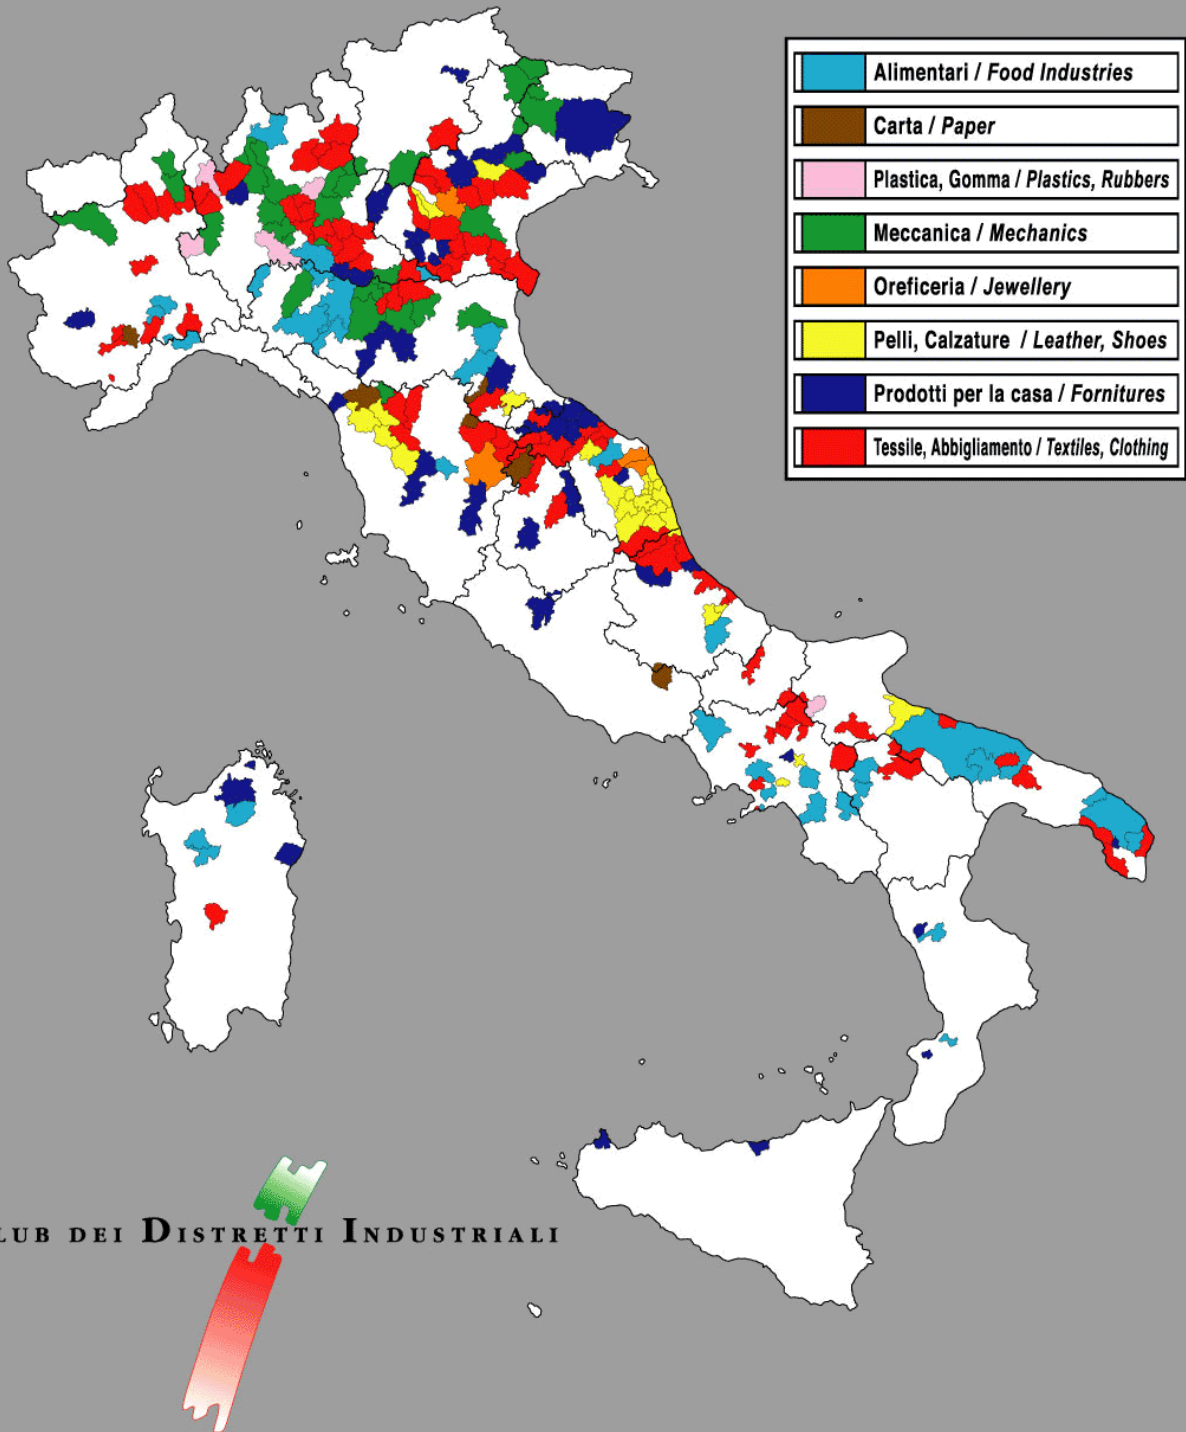 Alimentari / Food Industries
Carta / Paper
Plastica, Gomma / Plastics, Rubbers
Meccanica / Mechanics
Oreficeria / Jewellery
Pelli, Calzature / Leather, Shoes
Prodotti per la casa / Fornitures
Tessile, Abbigliamento / Textiles, Clothing
LUB DEI DISTRETTI INDUSTRIALI